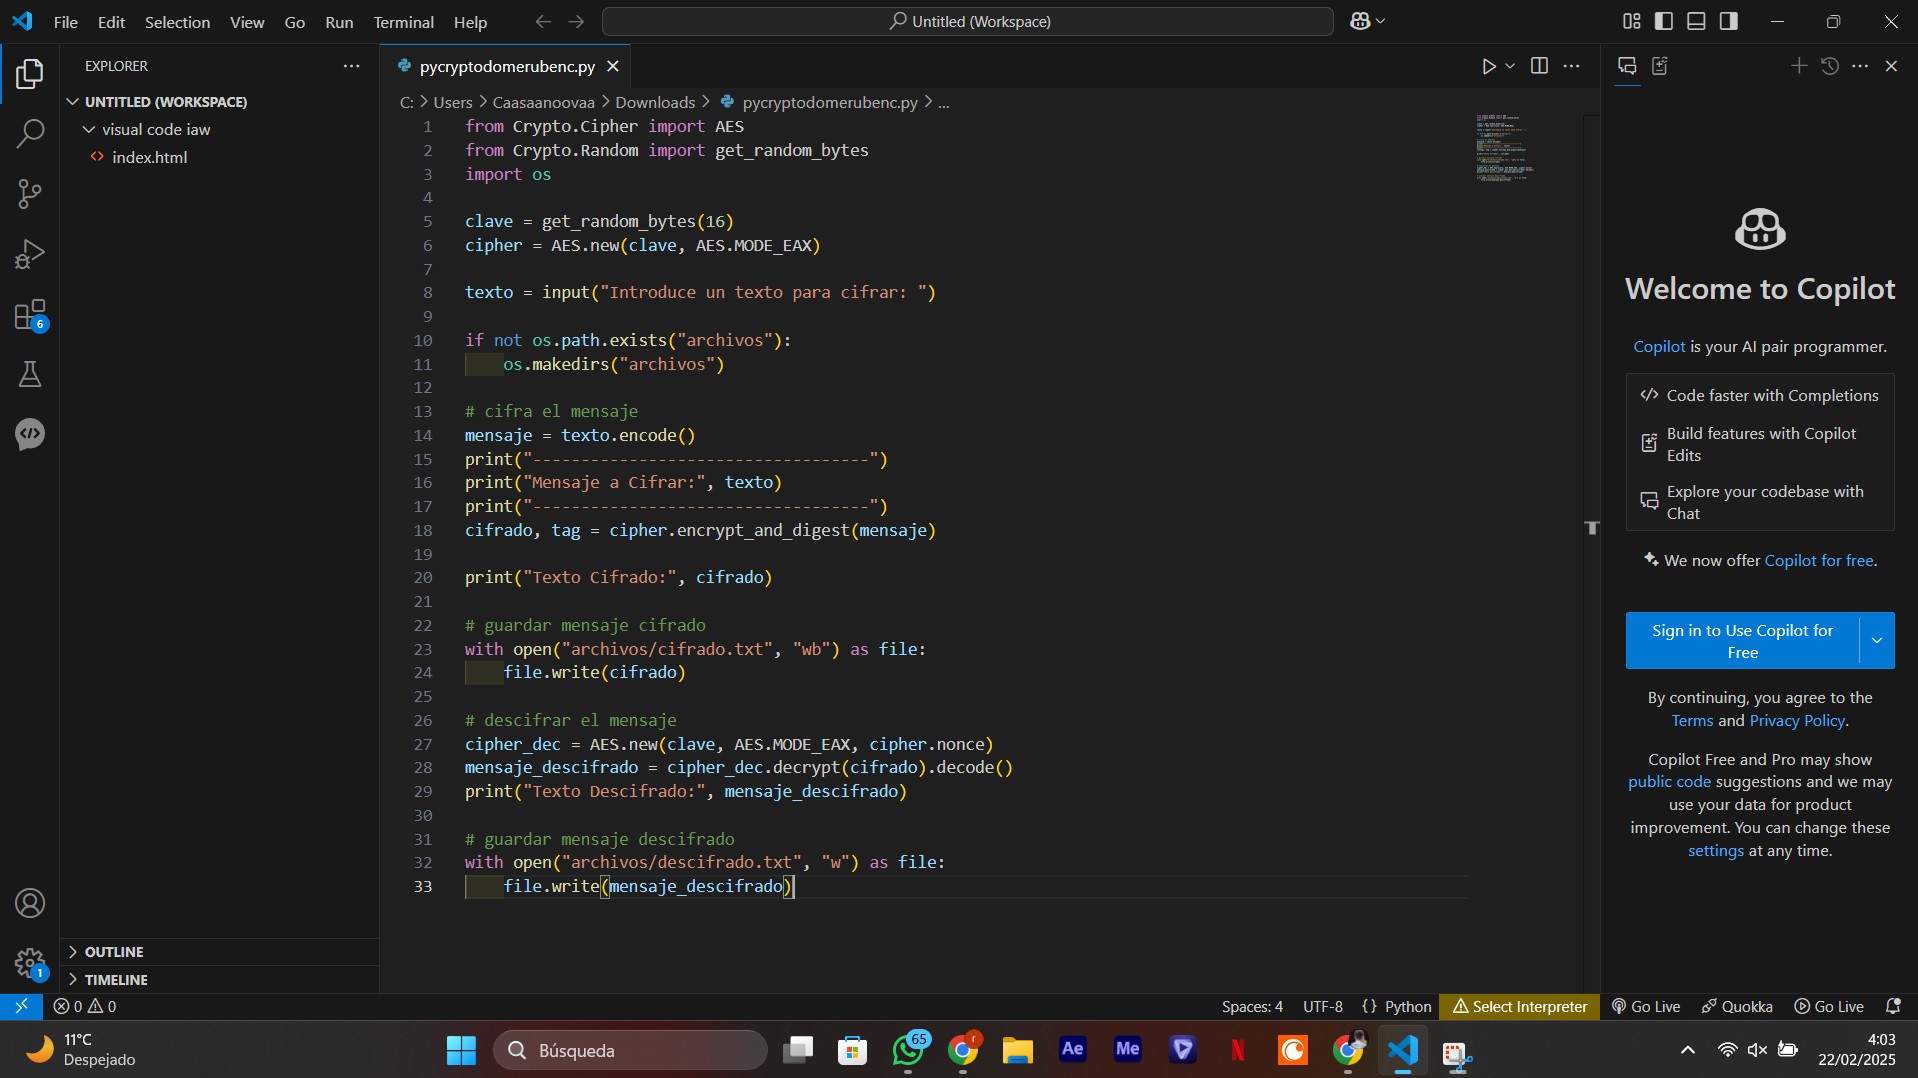 File Edit Selection View Go Run Terminal Help
Untitled (Workspace)
EXPLORER
UNTITLED (WORKSPACE)
visual code iaw
index.html
6
1
OUTLINE
TIMELINE
pycryptodomerubenc.py
C: > Users > Caasaanoovaa > Downloads > pycryptodomerubenc.py > ...
1 from Crypto.Cipher import AES
2 from Crypto.Random import get_random_bytes
3 import os
4
5 clave = get_random_bytes(16)
6 cipher = AES.new(clave, AES.MODE_EAX)
7
8 texto = input("Introduce un texto para cifrar: ")
9
10 if not os.path.exists("archivos"):
11     os.makedirs("archivos")
12
13 # cifra el mensaje
14 mensaje = texto.encode()
15 print("-----------------------------------")
16 print("Mensaje a Cifrar:", texto)
17 print("-----------------------------------")
18 cifrado, tag = cipher.encrypt_and_digest(mensaje)
19
20 print("Texto Cifrado:", cifrado)
21
22 # guardar mensaje cifrado
23 with open("archivos/cifrado.txt", "wb") as file:
24     file.write(cifrado)
25
26 # descifrar el mensaje
27 cipher_dec = AES.new(clave, AES.MODE_EAX, cipher.nonce)
28 mensaje_descifrado = cipher_dec.decrypt(cifrado).decode()
29 print("Texto Descifrado:", mensaje_descifrado)
30
31 # guardar mensaje descifrado
32 with open("archivos/descifrado.txt", "w") as file:
33     file.write(mensaje_descifrado)
Welcome to Copilot
Copilot is your AI pair programmer.
Code faster with Completions
Build features with Copilot
Edits
Explore your codebase with
Chat
We now offer Copilot for free.
Sign in to Use Copilot for
Free
By continuing, you agree to the
Terms and Privacy Policy.
Copilot Free and Pro may show
public code suggestions and we may
use your data for product
improvement. You can change these
settings at any time.
0 0
Spaces: 4 UTF-8 {} Python Select Interpreter Go Live Quokka Go Live
11°C
Despejado
Búsqueda
65
r
Ae
Me
N
4:03
22/02/2025